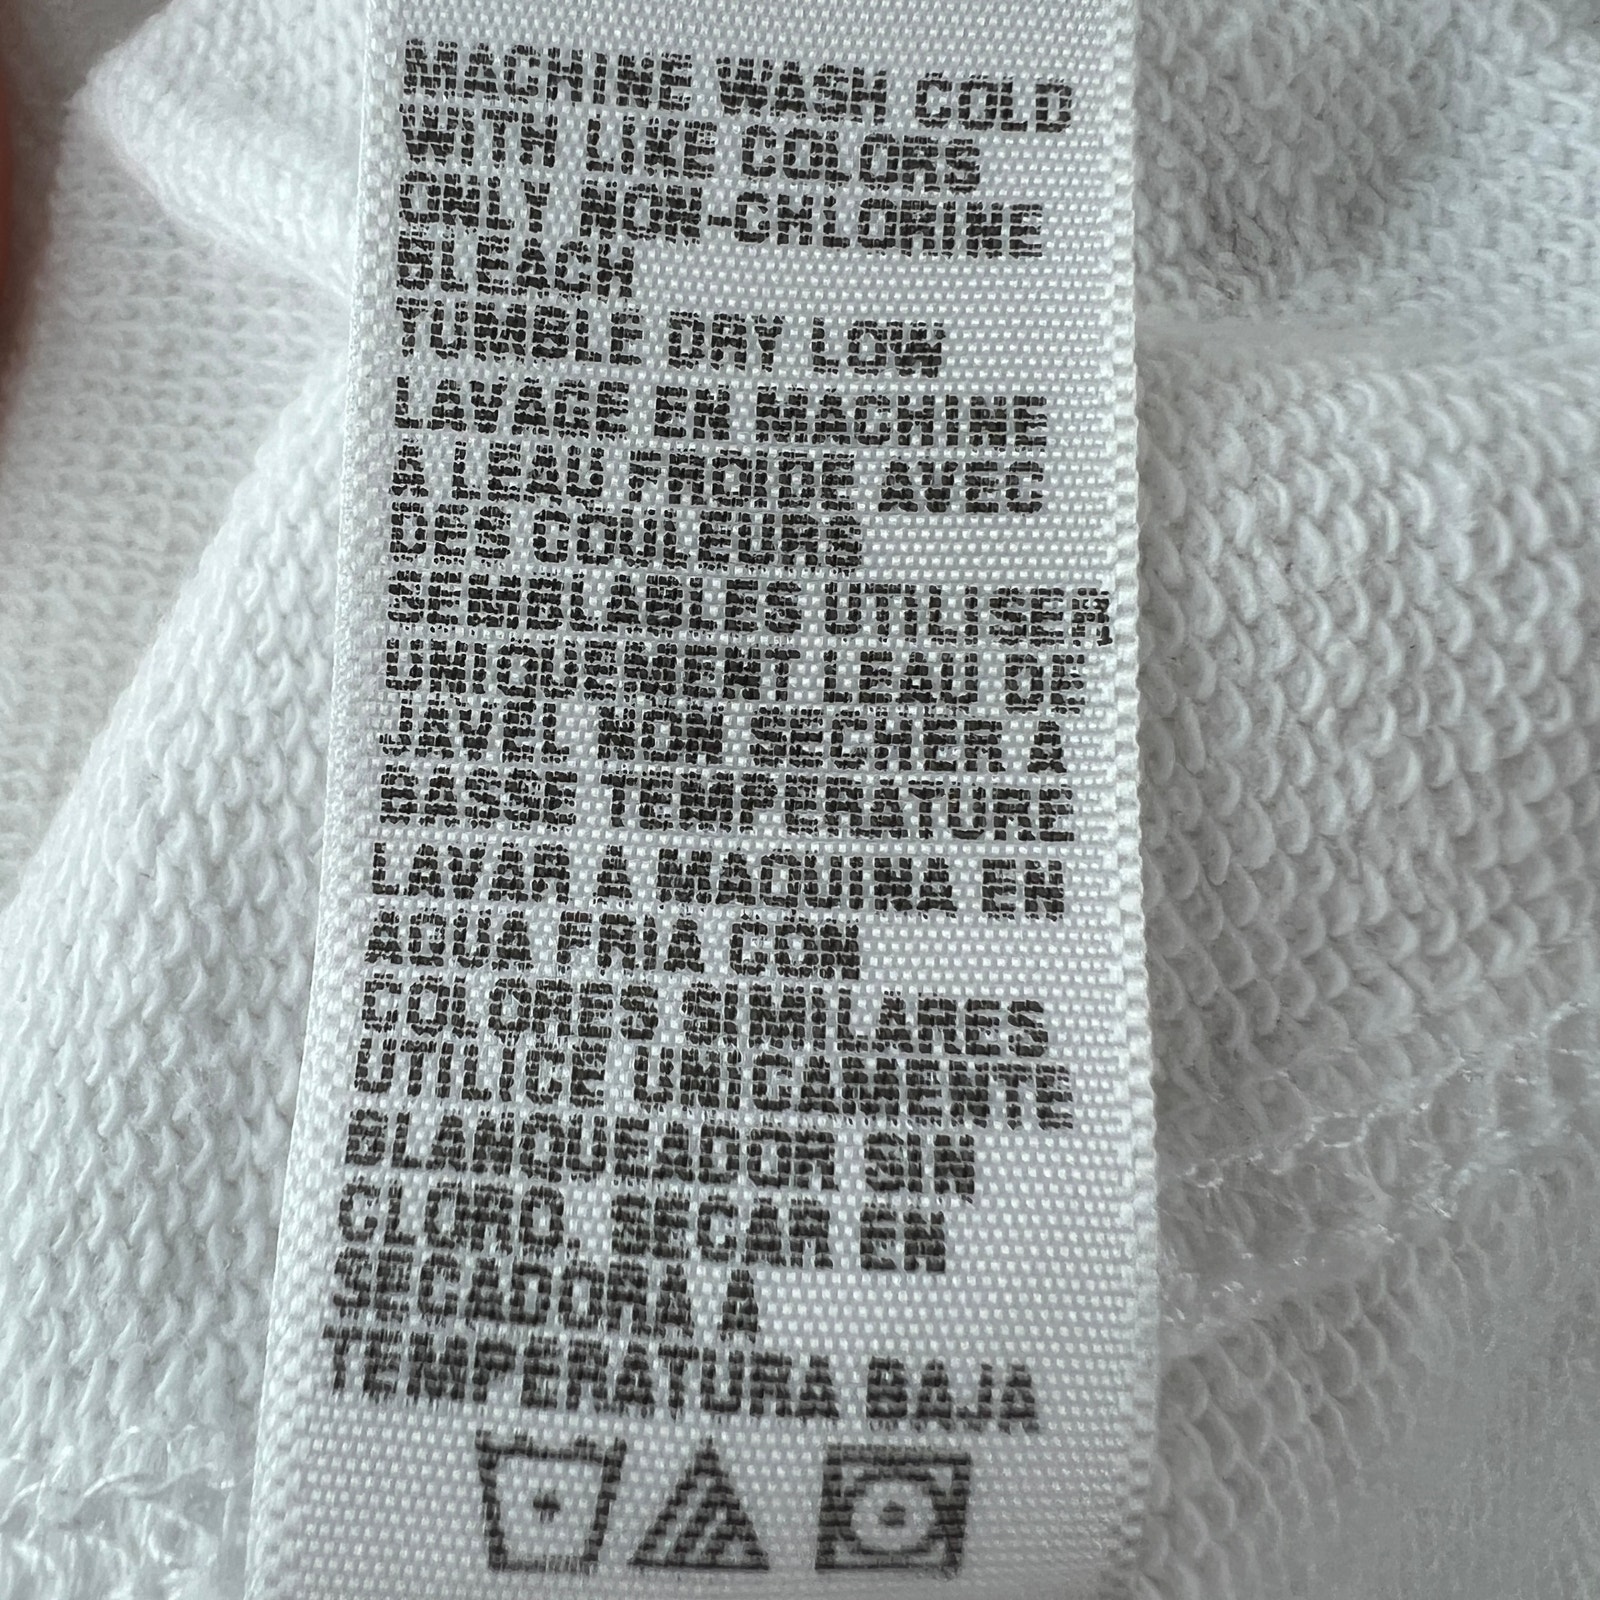 MACHINE WASH COLD
WITH LIKE COLORS
ONLY NON-CHLORINE
BLEACH
TUMBLE DRY LOW
LAVAGE EN MACHINE
A LEAU FROIDE AVEC
DES COULEURS
SEMBLABLES UTILISER
UNIQUEMENT LEAU DE
JAVEL NON SECHER A
BASSE TEMPERATURE
LAVAR A MAQUINA EN
AGUA FRIA CON
COLORES SIMILARES
UTILICE UNICAMENTE
BLANQUEADOR SIN
CLORO. SECAR EN
SECADORA A
TEMPERATURA BAJA